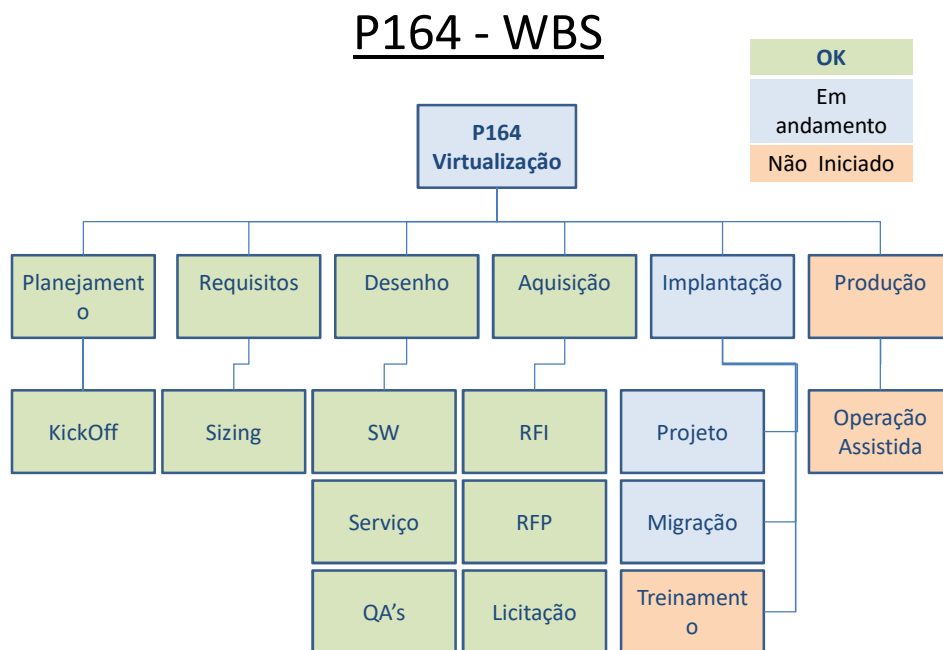 P164 - WBS
OK
Em
andamento
Não Iniciado
P164
Virtualização
Planejament
o
Requisitos
Desenho
Aquisição
Implantação
Produção
KickOff
Sizing
SW
RFI
Projeto
Operação
Assistida
Serviço
RFP
Migração
QA's
Licitação
Treinament
o